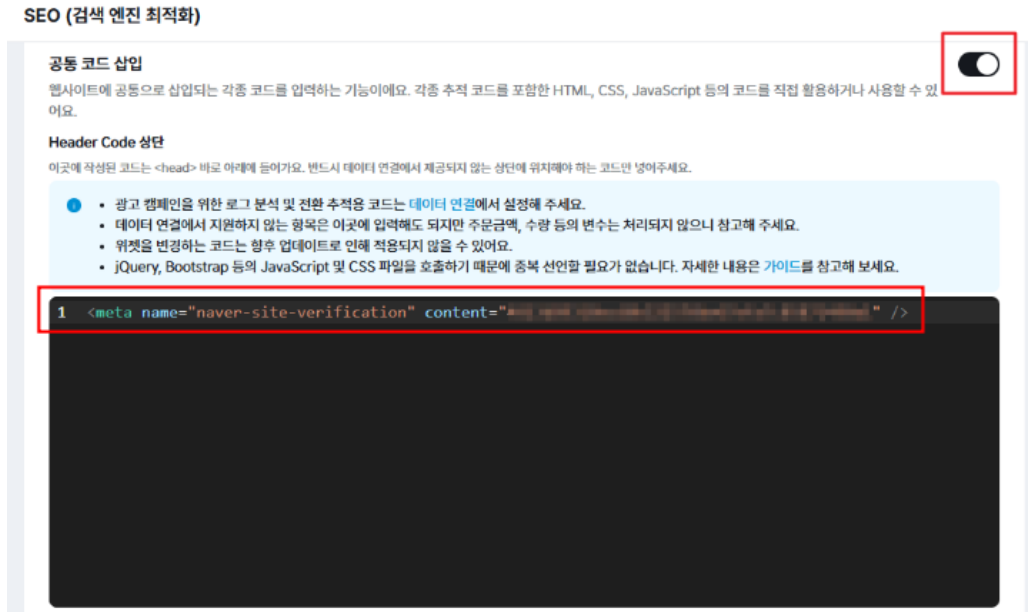 SEO (검색 엔진 최적화)
공통 코드 삽입
웹사이트에 공통으로 삽입되는 각종 코드를 입력하는 기능이에요. 각종 추적 코드를 포함한 HTML, CSS, JavaScript 등의 코드를 직접 활용하거나 사용할 수 있
어요.
Header Code 상단
이곳에 작성된 코드는 <head> 바로 아래에 들어가요. 반드시 데이터 연결에서 제공되지 않는 상단에 위치해야 하는 코드만 넣어주세요.
• 광고 캠페인을 위한 로그 분석 및 전환 추적용 코드는 데이터 연결에서 설정해 주세요.
• 데이터 연결에서 지원하지 않는 항목은 이곳에 입력해도 되지만 주문금액, 수량 등의 변수는 처리되지 않으니 참고해 주세요.
• 위젯을 변경하는 코드는 향후 업데이트로 인해 적용되지 않을 수 있어요.
• jQuery, Bootstrap 등의 JavaScript 및 CSS 파일을 호출하기 때문에 중복 선언할 필요가 없습니다. 자세한 내용은 가이드를 참고해 보세요.
1 <meta name="naver-site-verification" content=" " />